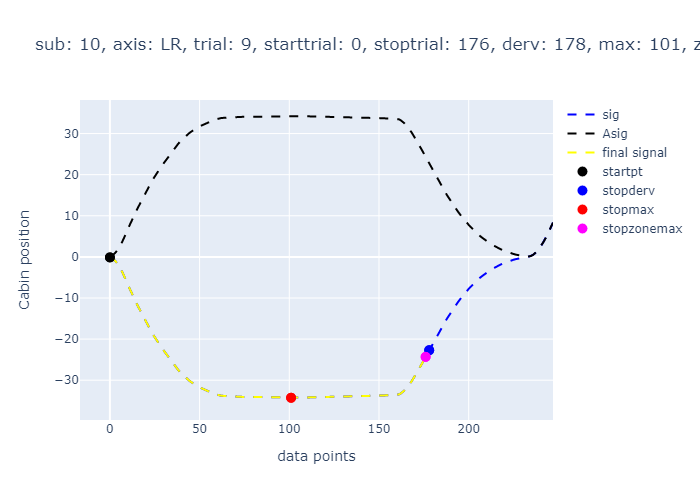 sub: 10, axis: LR, trial: 9, starttrial: 0, stoptrial: 176, derv: 178, max: 101, z
sig
Asig
final signal
startpt
stopderv
stopmax
stopzonemax
Cabin position
30
20
10
0
−10
−20
−30
0
50
100
150
200
data points